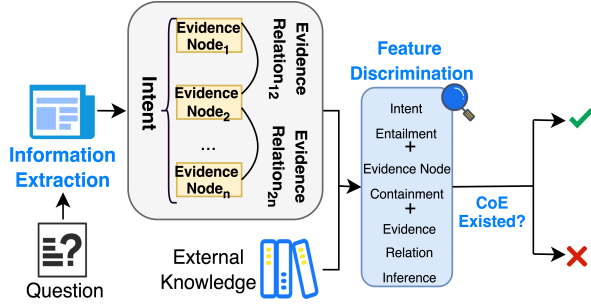 Information
Extraction
Question
Intent
Evidence
Node1
Evidence
Node2
...
Evidence
Noden
Evidence
Relation12
Evidence
Relation2n
External
Knowledge
Feature
Discrimination
Intent
Entailment
+
Evidence Node
Containment
+
Evidence
Relation
Inference
CoE
Existed?